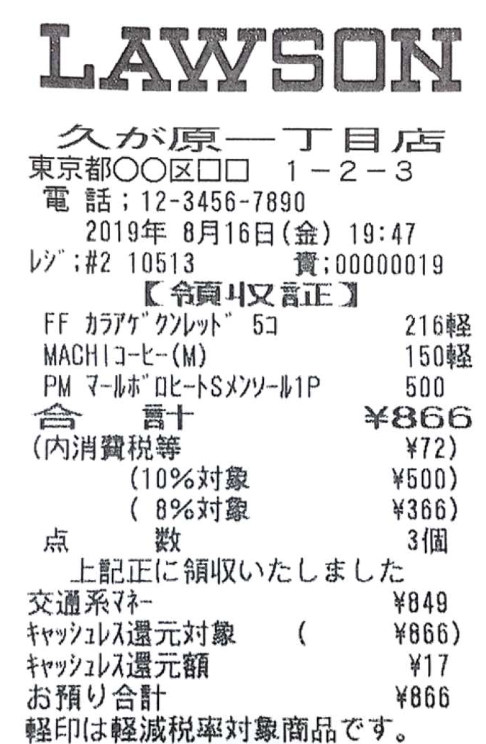 LAWSON
久が原一丁目店
東京都〇〇区□□ 1-2-3
電 話;12-3456-7890
2019年 8月16日(金) 19:47
レジ;#2 10513 責;00000019
【領収証】
FF カラアゲクンレッド 5コ 216軽
MACHIコーヒー(M) 150軽
PM マールボロヒートSメンソール1P 500
合 計 ¥866
(内消費税等 ¥72)
(10%対象 ¥500)
( 8%対象 ¥366)
点 数 3個
上記正に領収いたしました
交通系マネー ¥849
キャッシュレス還元対象 ( ¥866)
キャッシュレス還元額 ¥17
お預り合計 ¥866
軽印は軽減税率対象商品です。